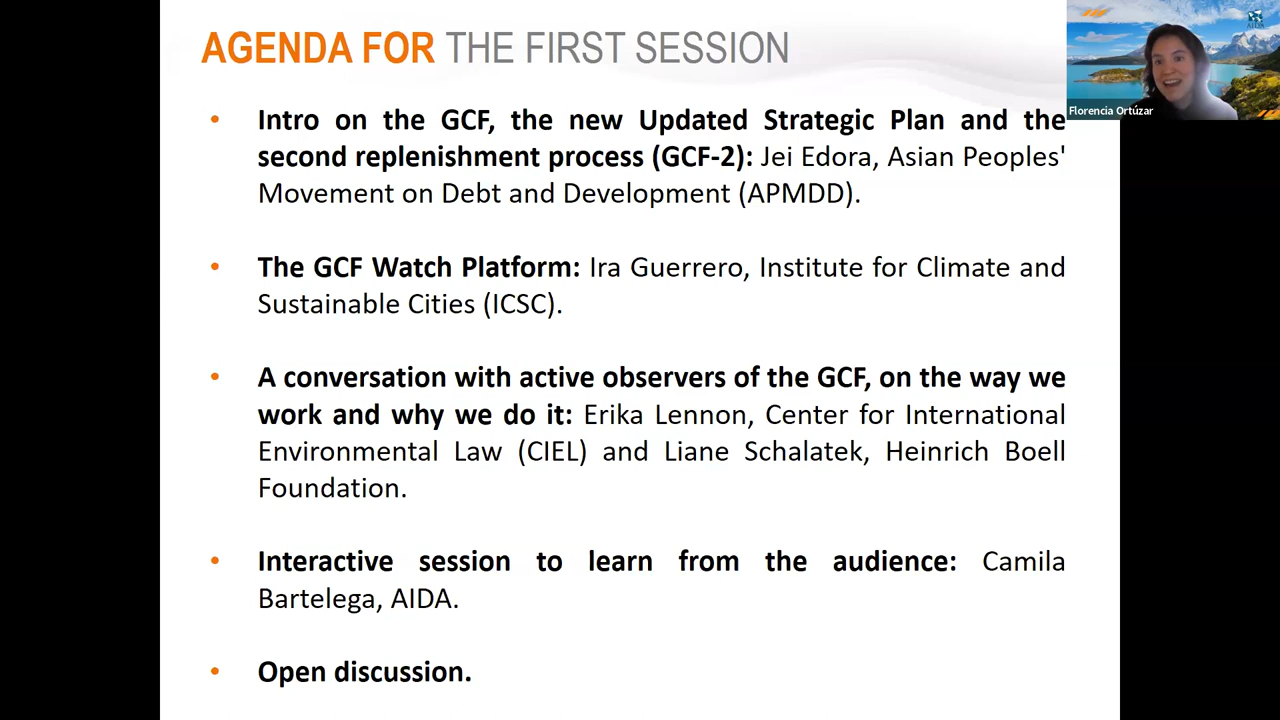 AGENDA FOR THE FIRST SESSION
• Intro on the GCF, the new Updated Strategic Plan and the
second replenishment process (GCF-2): Jei Edora, Asian Peoples'
Movement on Debt and Development (APMDD).
• The GCF Watch Platform: Ira Guerrero, Institute for Climate and
Sustainable Cities (ICSC).
• A conversation with active observers of the GCF, on the way we
work and why we do it: Erika Lennon, Center for International
Environmental Law (CIEL) and Liane Schalatek, Heinrich Boell
Foundation.
• Interactive session to learn from the audience: Camila
Bartelega, AIDA.
• Open discussion.
AIDA
Florencia Ortúzar